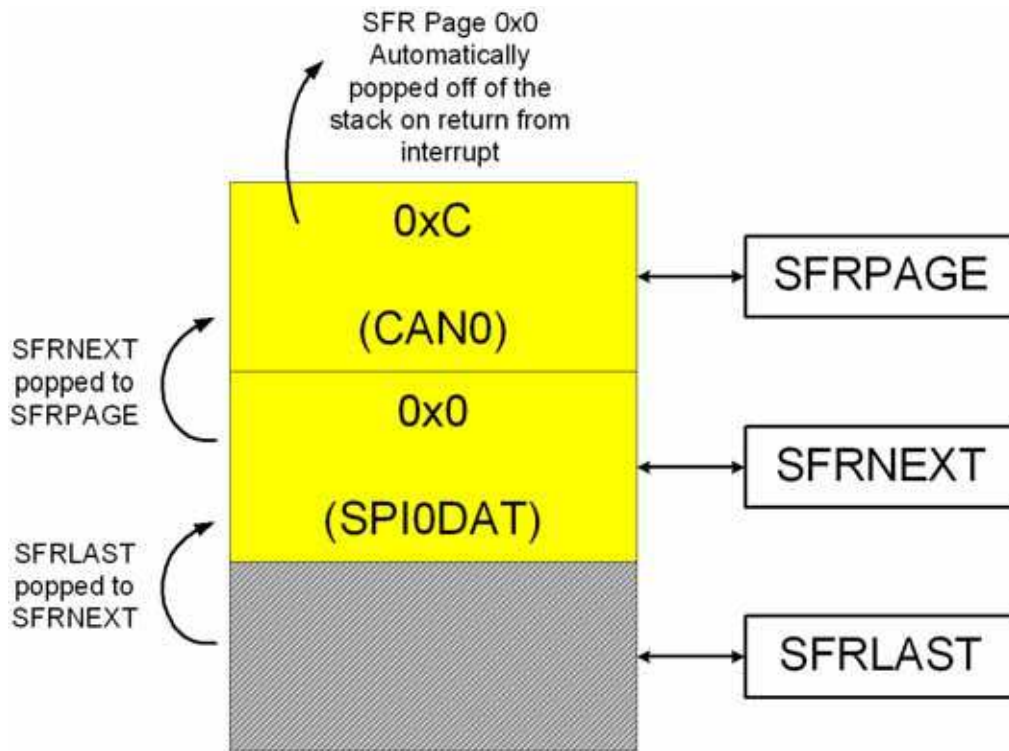 SFR Page 0x0
Automatically
popped off of the
stack on return from
interrupt
0xC
(CAN0)
SFRPAGE
SFRNEXT
popped to
SFRPAGE
0x0
(SPI0DAT)
SFRNEXT
SFRLAST
popped to
SFRNEXT
SFRLAST